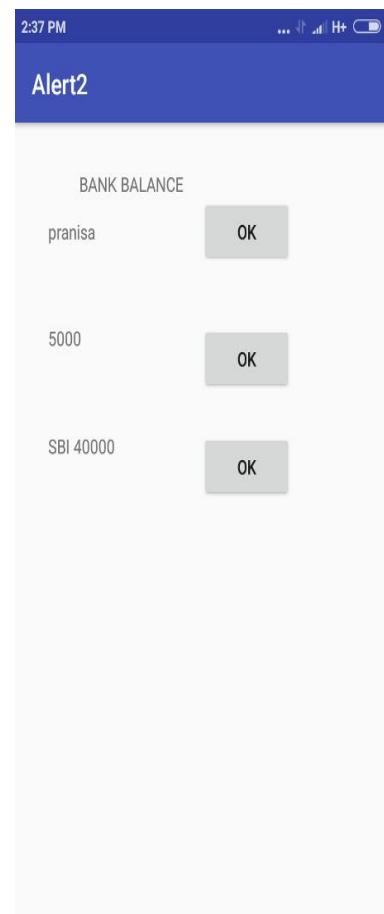 2:37 PM ... H+
Alert2
BANK BALANCE
pranisa OK
5000
OK
SBI 40000
OK